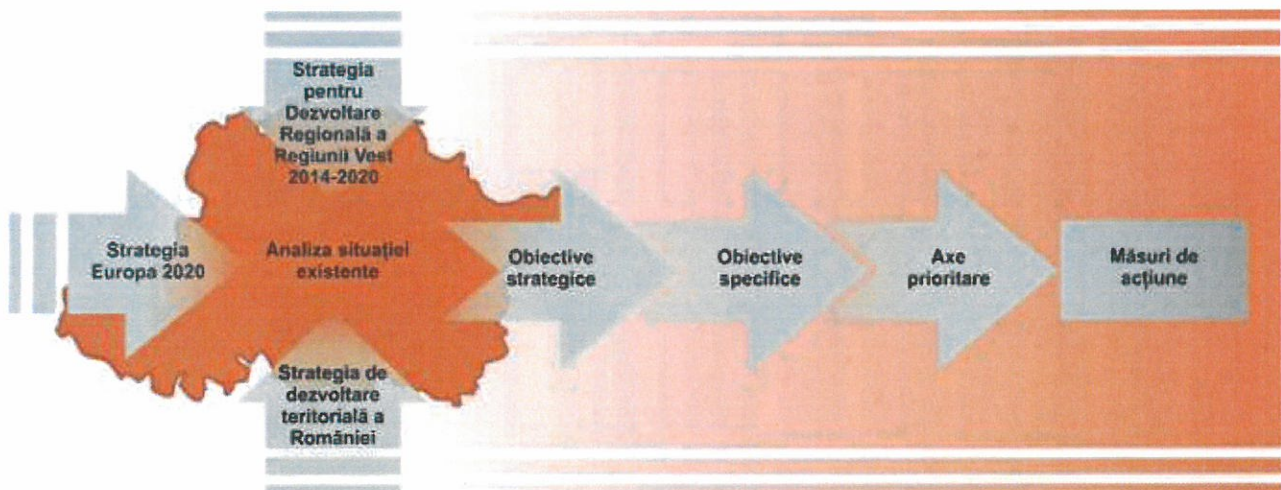 Strategia
pentru
Dezvoltare
Regională a
Regiunii Vest
2014-2020
Strategia
Europa 2020
Analiza situației
existente
Obiective
strategice
Obiective
specifice
Axe
prioritare
Măsuri de
acțiune
Strategia de
dezvoltare
teritorială a
României